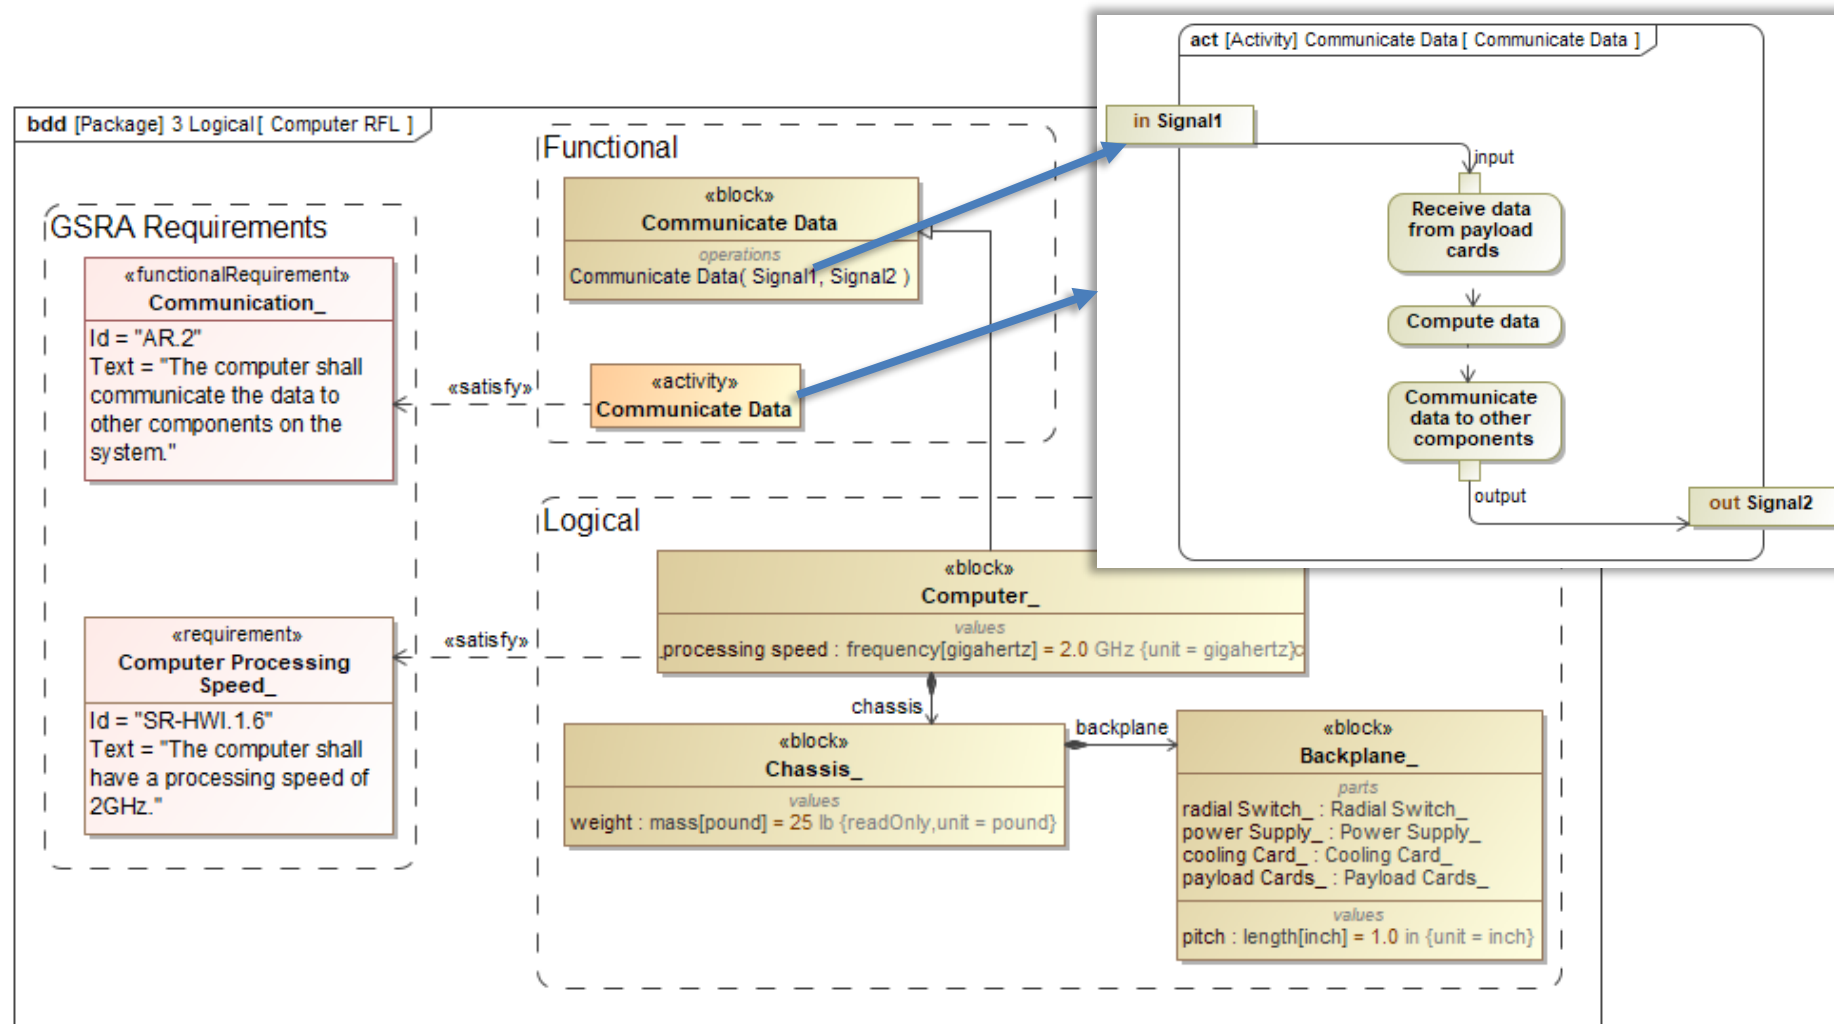 act [Activity] Communicate Data [ Communicate Data ]
in Signal1
input
Receive data
from payload
cards
Compute data
Communicate
data to other
components
output
out Signal2
bdd [Package] 3 Logical [ Computer RFL ]
GSRA Requirements
«functionalRequirement»
Communication_
Id = "AR.2"
Text = "The computer shall
communicate the data to
other components on the
system."
«requirement»
Computer Processing
Speed_
Id = "SR-HWI.1.6"
Text = "The computer shall
have a processing speed of
2GHz."
«satisfy»
«satisfy»
Functional
«block»
Communicate Data
operations
Communicate Data( Signal1, Signal2 )
«activity»
Communicate Data
Logical
«block»
Computer_
values
processing speed : frequency[gigahertz] = 2.0 GHz {unit = gigahertz}
chassis
«block»
Chassis_
values
weight : mass[pound] = 25 lb {readOnly,unit = pound}
backplane
«block»
Backplane_
parts
radial Switch_ : Radial Switch_
power Supply_ : Power Supply_
cooling Card_ : Cooling Card_
payload Cards_ : Payload Cards_
values
pitch : length[inch] = 1.0 in {unit = inch}